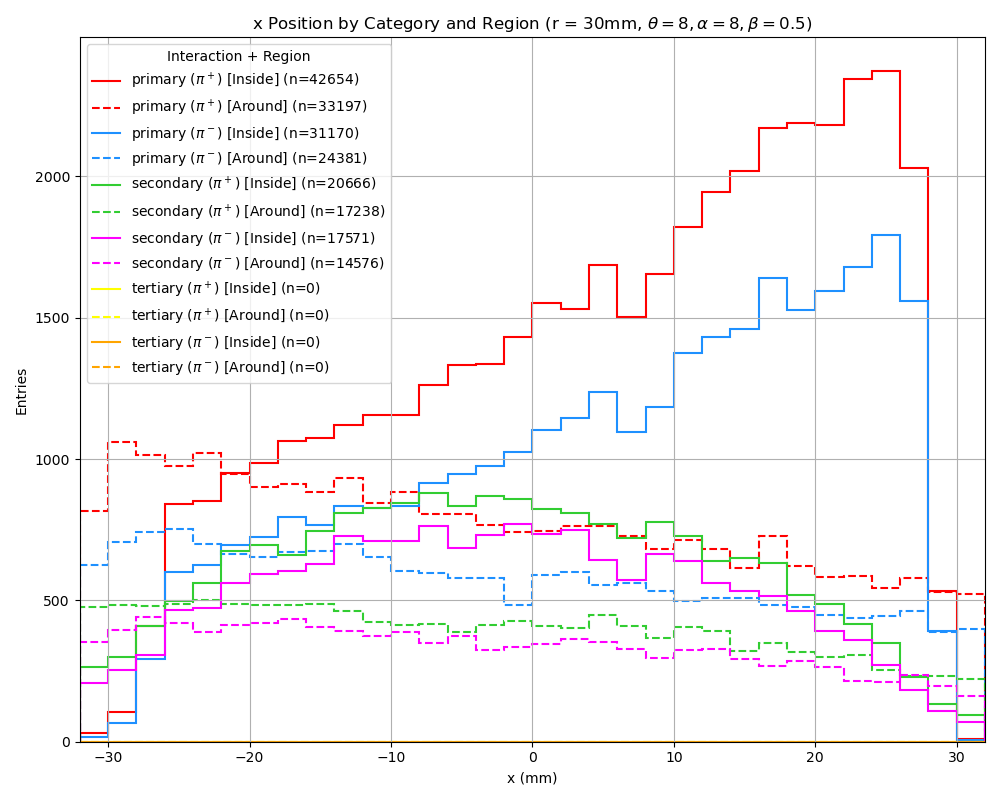 x Position by Category and Region (r = 30mm, θ = 8, α = 8, β = 0.5)
Interaction + Region
primary (π⁺) [Inside] (n=42654)
primary (π⁺) [Around] (n=33197)
primary (π⁻) [Inside] (n=31170)
primary (π⁻) [Around] (n=24381)
secondary (π⁺) [Inside] (n=20666)
secondary (π⁺) [Around] (n=17238)
secondary (π⁻) [Inside] (n=17571)
secondary (π⁻) [Around] (n=14576)
tertiary (π⁺) [Inside] (n=0)
tertiary (π⁺) [Around] (n=0)
tertiary (π⁻) [Inside] (n=0)
tertiary (π⁻) [Around] (n=0)
Entries
2000
1500
1000
500
0
−30 −20 −10 0 10 20 30
x (mm)